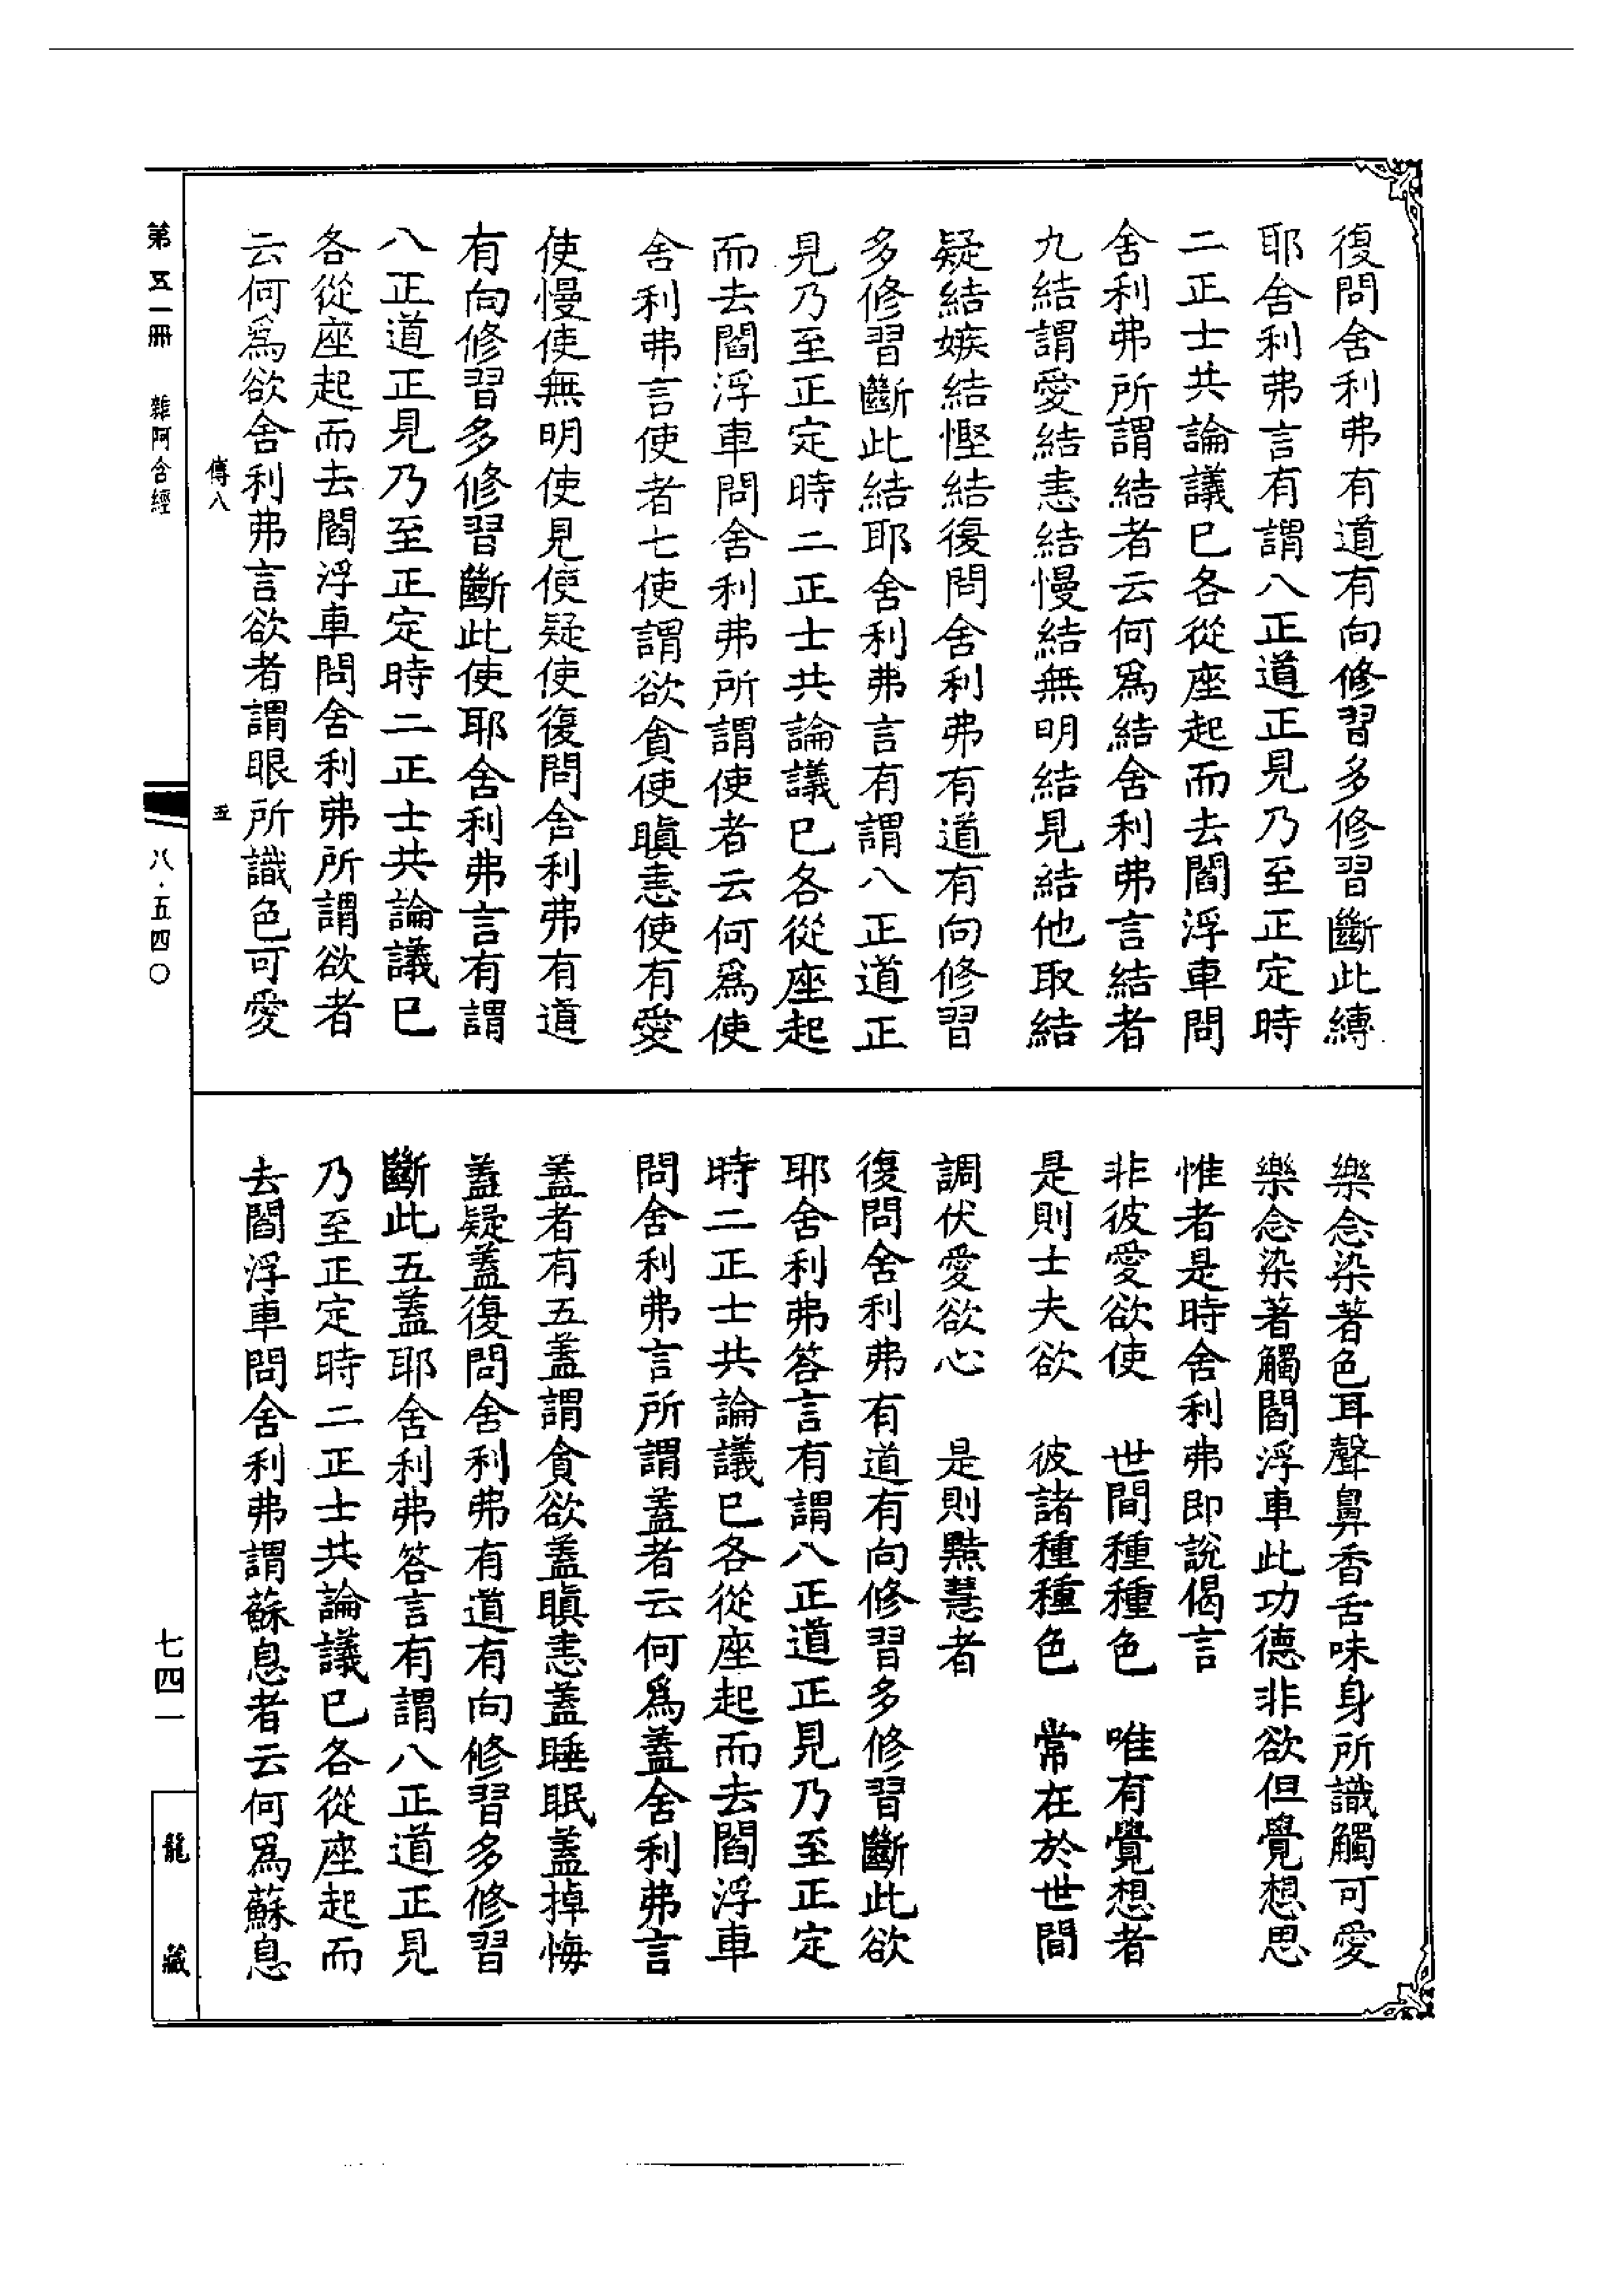 復問舍利弗有道有向修習多修習斷此縛
耶舍利弗言有謂八正道正見乃至正定時
二正士共論議已各從座起而去閻浮車問
舍利弗所謂結者云何爲結舍利弗言結者
九結謂愛結恚結慢結無明結見結他取結
疑結嫉結慳結復問舍利弗有道有向修習
多修習斷此結耶舍利弗言有謂八正道正
見乃至正定時二正士共論議已各從座起
而去閻浮車問舍利弗所謂使者云何爲使
舍利弗言使者七使謂欲貪使瞋恚使有愛
使慢使無明使見使疑使復問舍利弗有道
有向修習多修習斷此使耶舍利弗言有謂
八正道正見乃至正定時二正士共論議已
各從座起而去閻浮車問舍利弗所謂欲者
云何爲欲舍利弗言欲者謂眼所識色可愛
樂念染著色耳聲鼻香舌味身所識觸可愛
樂念染著觸閻浮車此功德非欲但覺想思
惟者是時舍利弗即說偈言
非彼愛欲使　世間種種色　唯有覺想者
是則士夫欲　彼諸種種色　常在於世間
調伏愛欲心　是則黠慧者
復問舍利弗有道有向修習多修習斷此欲
耶舍利弗答言有謂八正道正見乃至正定
時二正士共論議已各從座起而去閻浮車
問舍利弗言所謂蓋者云何爲蓋舍利弗言
蓋者有五蓋謂貪欲蓋瞋恚蓋睡眠蓋掉悔
蓋疑蓋復問舍利弗有道有向修習多修習
斷此五蓋耶舍利弗答言有謂八正道正見
乃至正定時二正士共論議已各從座起而
去閻浮車問舍利弗謂蘇息者云何爲蘇息
傳八　五
第五一冊　雜阿含經　八·五四〇
七四一
龍藏